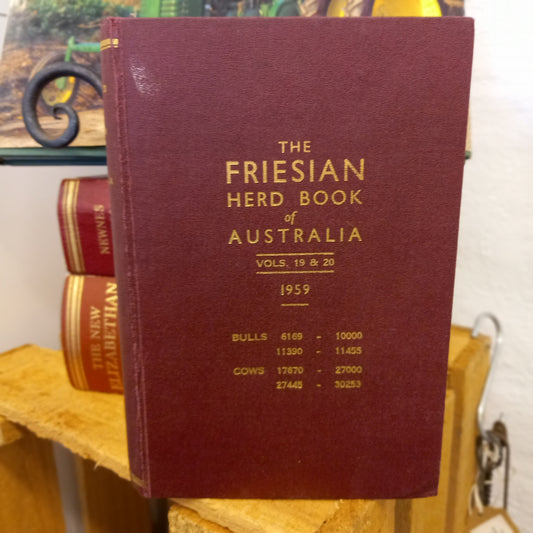 THE
FRIESIAN
HERD BOOK
of
AUSTRALIA
VOLS. 19 & 20
1959
BULLS 6169 - 10000
11390 - 11455
COWS 17670 - 27000
27445 - 30253
NEWNES
THE NEW
ELIZABETHAN